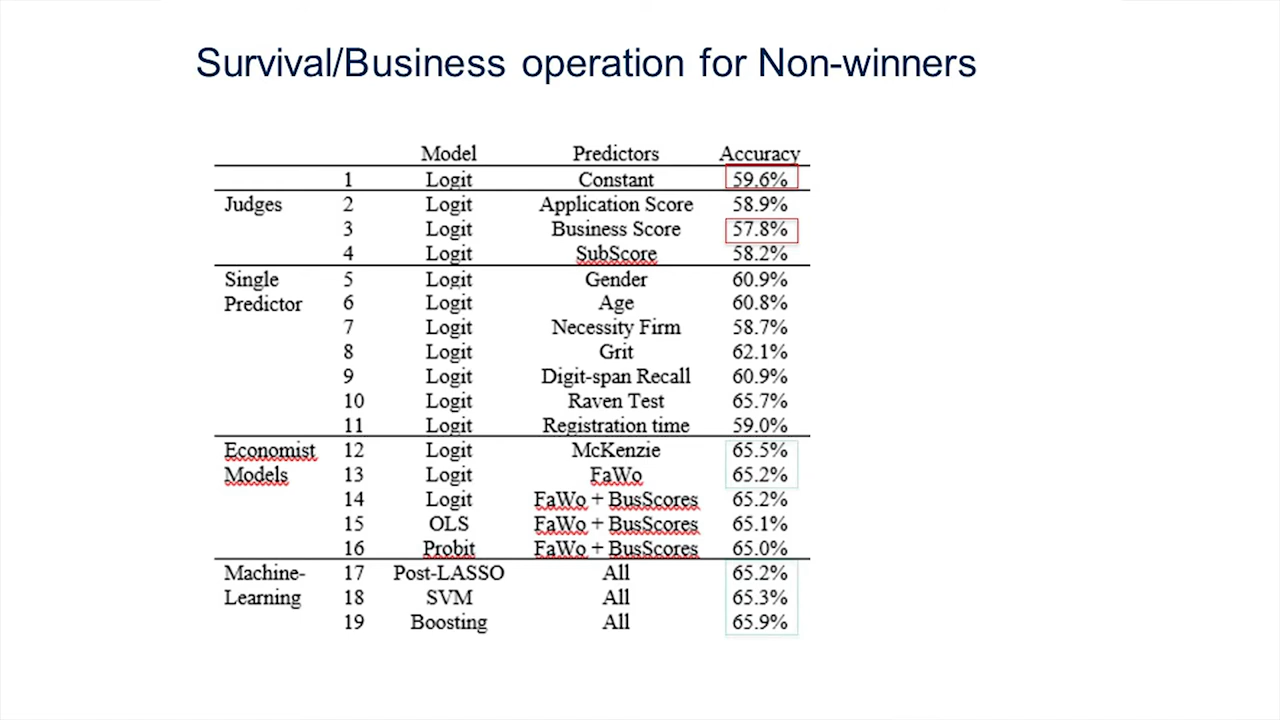 Survival/Business operation for Non-winners
Model Predictors Accuracy
1 Logit Constant 59.6%
Judges 2 Logit Application Score 58.9%
3 Logit Business Score 57.8%
4 Logit SubScore 58.2%
Single 5 Logit Gender 60.9%
Predictor 6 Logit Age 60.8%
7 Logit Necessity Firm 58.7%
8 Logit Grit 62.1%
9 Logit Digit-span Recall 60.9%
10 Logit Raven Test 65.7%
11 Logit Registration time 59.0%
Economist 12 Logit McKenzie 65.5%
Models 13 Logit FaWo 65.2%
14 Logit FaWo + BusScores 65.2%
15 OLS FaWo + BusScores 65.1%
16 Probit FaWo + BusScores 65.0%
Machine- 17 Post-LASSO All 65.2%
Learning 18 SVM All 65.3%
19 Boosting All 65.9%